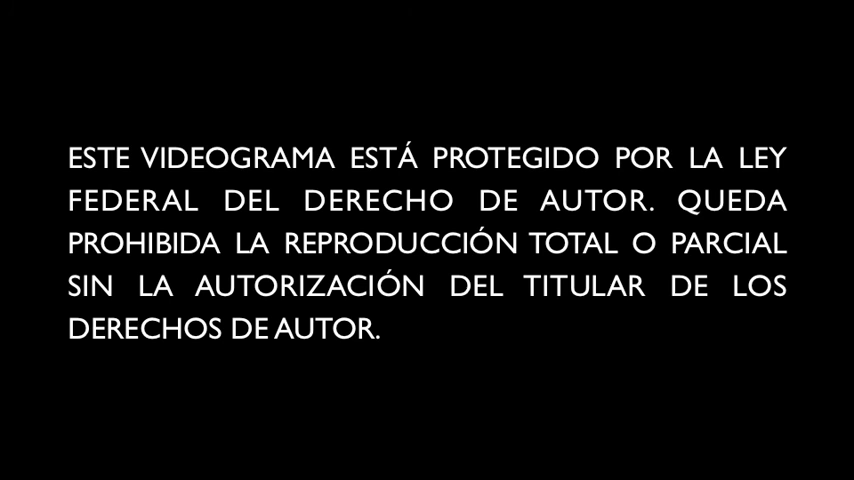 ESTE VIDEOGRAMA ESTÁ PROTEGIDO POR LA LEY
FEDERAL DEL DERECHO DE AUTOR. QUEDA
PROHIBIDA LA REPRODUCCIÓN TOTAL O PARCIAL
SIN LA AUTORIZACIÓN DEL TITULAR DE LOS
DERECHOS DE AUTOR.